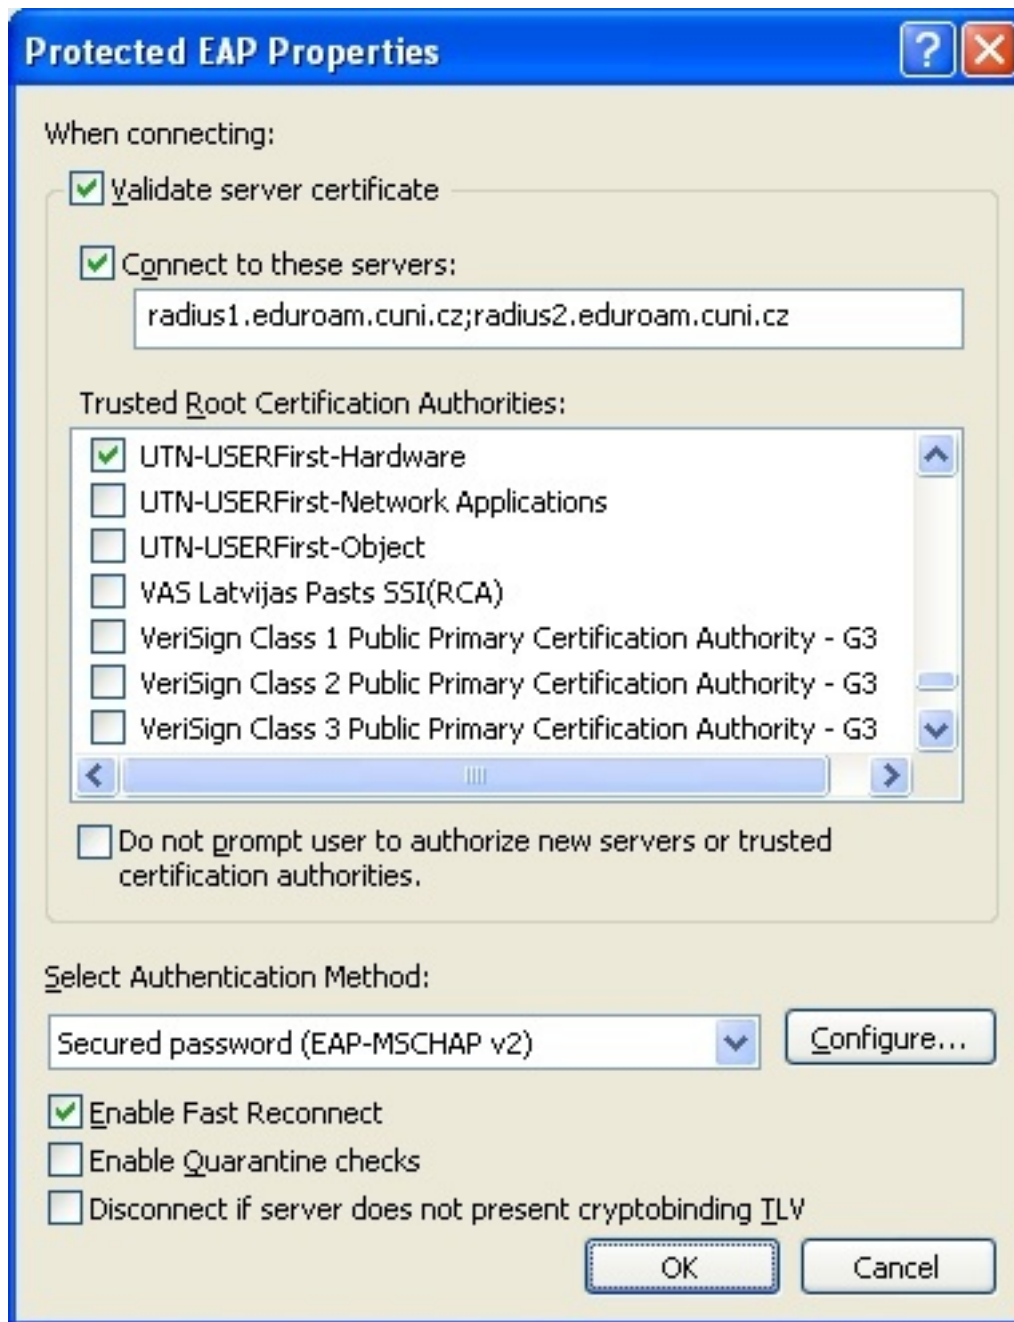 Protected EAP Properties
When connecting:
Validate server certificate
Connect to these servers:
radius1.eduroam.cuni.cz;radius2.eduroam.cuni.cz
Trusted Root Certification Authorities:
UTN-USERFirst-Hardware
UTN-USERFirst-Network Applications
UTN-USERFirst-Object
VAS Latvijas Pasts SSI(RCA)
VeriSign Class 1 Public Primary Certification Authority - G3
VeriSign Class 2 Public Primary Certification Authority - G3
VeriSign Class 3 Public Primary Certification Authority - G3
Do not prompt user to authorize new servers or trusted
certification authorities.
Select Authentication Method:
Secured password (EAP-MSCHAP v2)
Configure...
Enable Fast Reconnect
Enable Quarantine checks
Disconnect if server does not present cryptobinding TLV
OK
Cancel